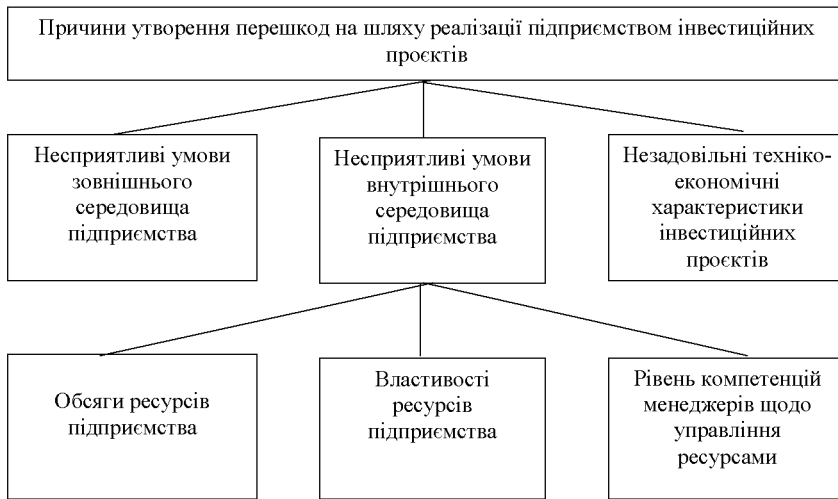 Причини утворення перешкод на шляху реалізації підприємством інвестиційних
проєктів
Несприятливі умови
зовнішнього
середовища
підприємства
Несприятливі умови
внутрішнього
середовища
підприємства
Незадовільні техніко-
економічні
характеристики
інвестиційних
проєктів
Обсяги ресурсів
підприємства
Властивості
ресурсів
підприємства
Рівень компетенцій
менеджерів щодо
управління
ресурсами